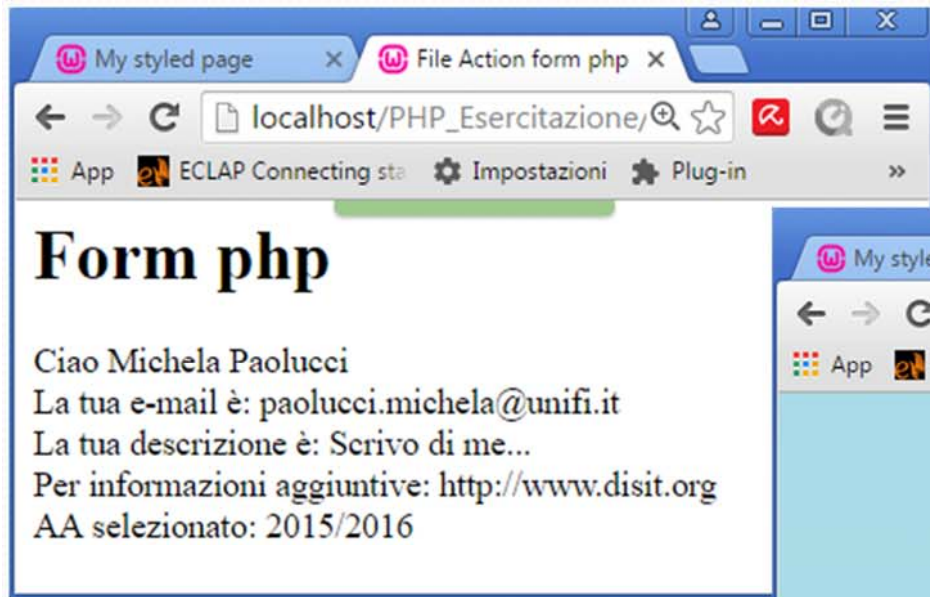 My styled page
File Action form php
localhost/PHP_Esercitazione/
App ECLAP Connecting sta Impostazioni Plug-in »
Form php
Ciao Michela Paolucci
La tua e-mail è: paolucci.michela@unifi.it
La tua descrizione è: Scrivo di me...
Per informazioni aggiuntive: http://www.disit.org
AA selezionato: 2015/2016
My style
App